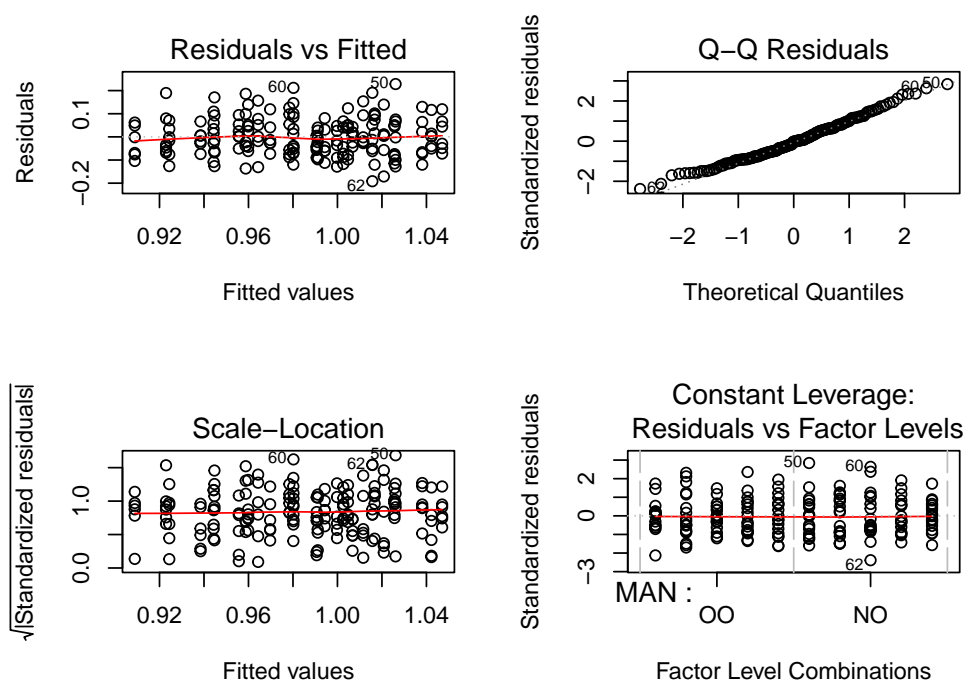 Residuals vs Fitted
Residuals
0.1
−0.2
60
50
62
0.92 0.96 1.00 1.04
Fitted values
Q−Q Residuals
Standardized residuals
2
0
−2
60 50
62
−2 −1 0 1 2
Theoretical Quantiles
Scale−Location
√|Standardized residuals|
1.0
0.0
60
62
50
0.92 0.96 1.00 1.04
Fitted values
Constant Leverage:
Residuals vs Factor Levels
Standardized residuals
2
0
−3
50
60
62
MAN :
OO NO
Factor Level Combinations